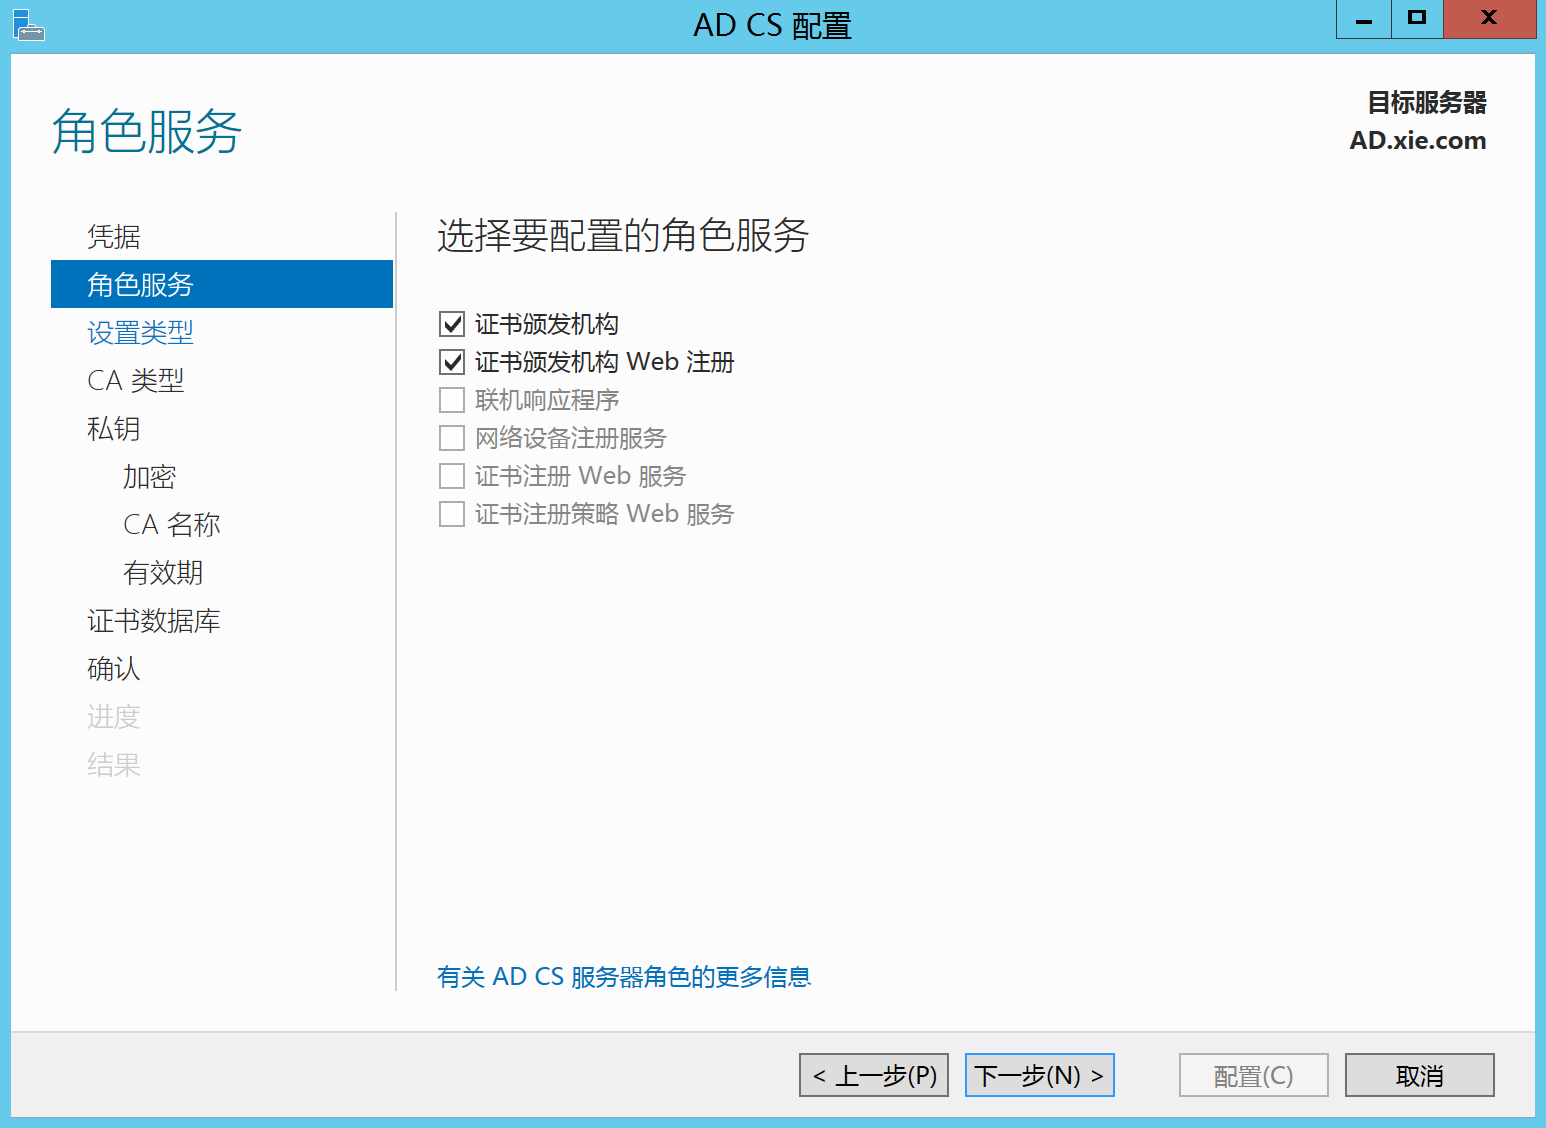 AD CS 配置
角色服务
目标服务器
AD.xie.com
凭据
角色服务
设置类型
CA 类型
私钥
加密
CA 名称
有效期
证书数据库
确认
进度
结果
选择要配置的角色服务
证书颁发机构
证书颁发机构 Web 注册
联机响应程序
网络设备注册服务
证书注册 Web 服务
证书注册策略 Web 服务
有关 AD CS 服务器角色的更多信息
< 上一步(P)
下一步(N) >
配置(C)
取消